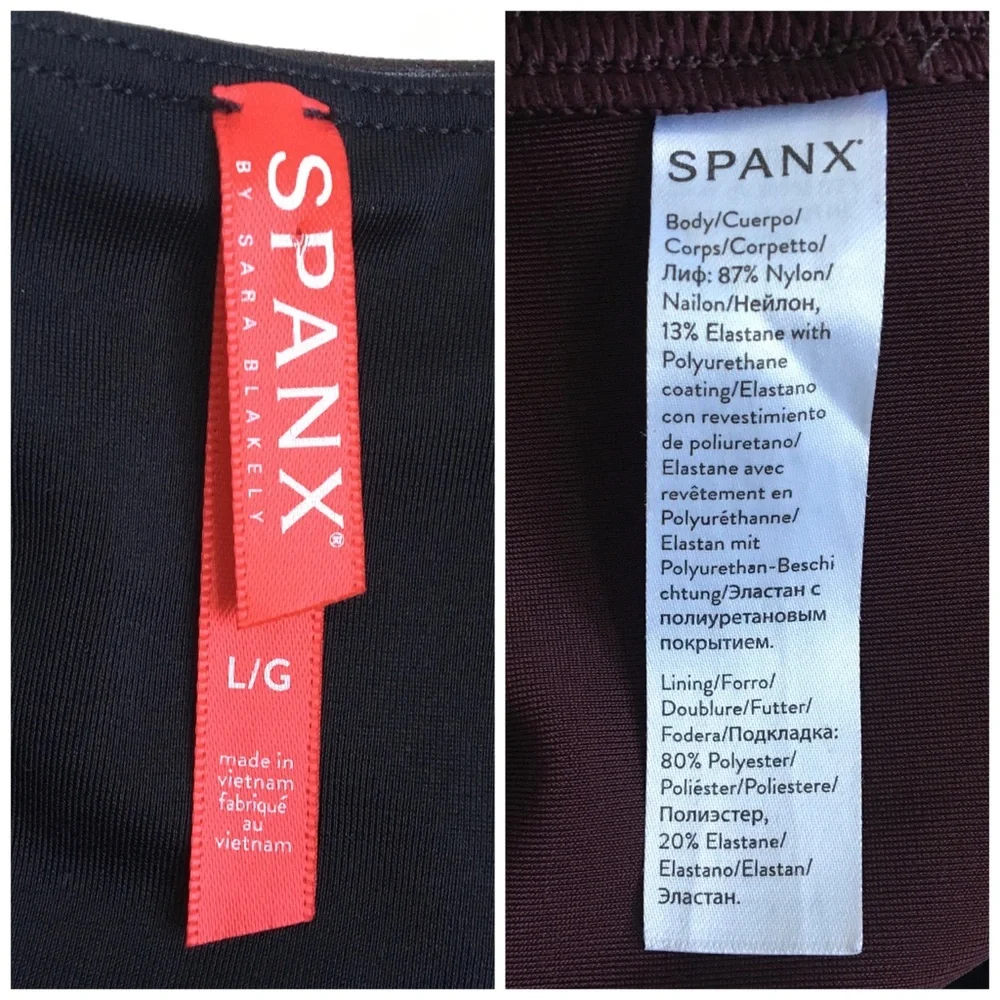 SPANX®
BY SARA BLAKELY
L/G
made in
vietnam
fabriqué
au
vietnam
SPANX®
Body/Cuerpo/
Corps/Corpetto/
Лиф: 87% Nylon/
Nailon/Нейлон,
13% Elastane with
Polyurethane
coating/Elastano
con revestimiento
de poliuretano/
Elastane avec
revêtement en
Polyuréthanne/
Elastan mit
Polyurethan-Beschi
chtung/Эластан с
полиуретановым
покрытием.
Lining/Forro/
Doublure/Futter/
Fodera/Подкладка:
80% Polyester/
Poliéster/Poliestere/
Полиэстер,
20% Elastane/
Elastano/Elastan/
Эластан.